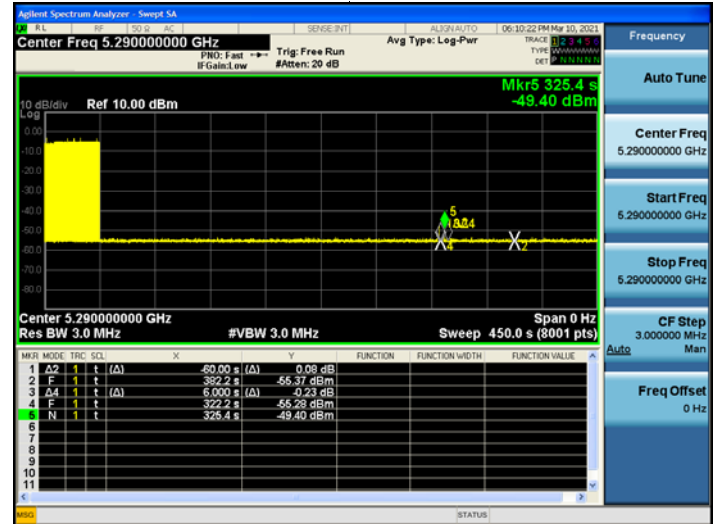 Agilent Spectrum Analyzer - Swept SA
RL RF 50 Ω AC SENSE:INT ALIGNAUTO 06:10:22 PM Mar 10, 2021
Center Freq 5.290000000 GHz Avg Type: Log-Pwr TRACE 1 2 3 4 5 6
PNO: Fast Trig: Free Run TYPE WWWWWW
IFGain:Low #Atten: 20 dB DET P N N N N N
Mkr5 325.4 s
10 dB/div Ref 10.00 dBm -49.40 dBm
Log
0.00
-10.0
-20.0
-30.0
-40.0
-50.0
-60.0
-70.0
-80.0
5
4
2
Center 5.290000000 GHz Span 0 Hz
Res BW 3.0 MHz #VBW 3.0 MHz Sweep 450.0 s (8001 pts)
MKR MODE TRC SCL X Y FUNCTION FUNCTION WIDTH FUNCTION VALUE
1 Δ2 1 t (Δ) -60.00 s (Δ) 0.08 dB
2 F 1 t 382.2 s -55.37 dBm
3 Δ4 1 t (Δ) 6.000 s (Δ) -0.23 dB
4 F 1 t 322.2 s -55.28 dBm
5 N 1 t 325.4 s -49.40 dBm
6
7
8
9
10
11
MSG STATUS
Frequency
Auto Tune
Center Freq
5.290000000 GHz
Start Freq
5.290000000 GHz
Stop Freq
5.290000000 GHz
CF Step
3.000000 MHz
Auto Man
Freq Offset
0 Hz